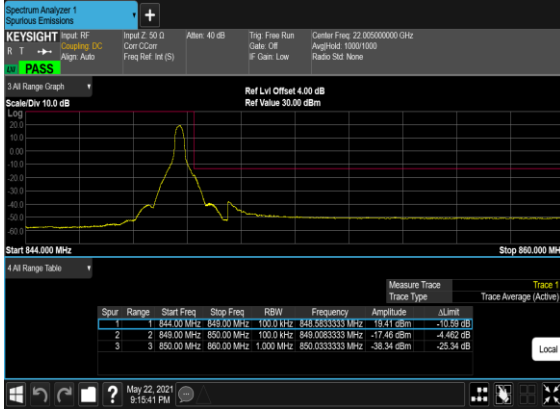 Spectrum Analyzer 1
Spurious Emissions
+
KEYSIGHT Input: RF Input Z: 50 Ω Atten: 40 dB Trig: Free Run Center Freq: 22.005000000 GHz
R T Coupling: DC Corr CCorr Gate: Off Avg|Hold: 1000/1000
Align: Auto Freq Ref: Int (S) IF Gain: Low Radio Std: None
PASS
3 All Range Graph
Ref Lvl Offset 4.00 dB
Scale/Div 10.0 dB Ref Value 30.00 dBm
Log
20.0
10.0
0.00
-10.0
-20.0
-30.0
-40.0
-50.0
-60.0
Start 844.000 MHz Stop 860.000 MH
4 All Range Table
Measure Trace Trace 1
Trace Type Trace Average (Active)
Spur Range Start Freq Stop Freq RBW Frequency Amplitude ΔLimit
1 1 844.00 MHz 849.00 MHz 100.0 kHz 848.5833333 MHz 19.41 dBm -10.59 dB
2 2 849.00 MHz 850.00 MHz 100.0 kHz 849.0083333 MHz -17.46 dBm -4.462 dB
3 3 850.00 MHz 860.00 MHz 1.000 MHz 850.0333333 MHz -38.34 dBm -25.34 dB
Local
? May 22, 2021
9:15:41 PM